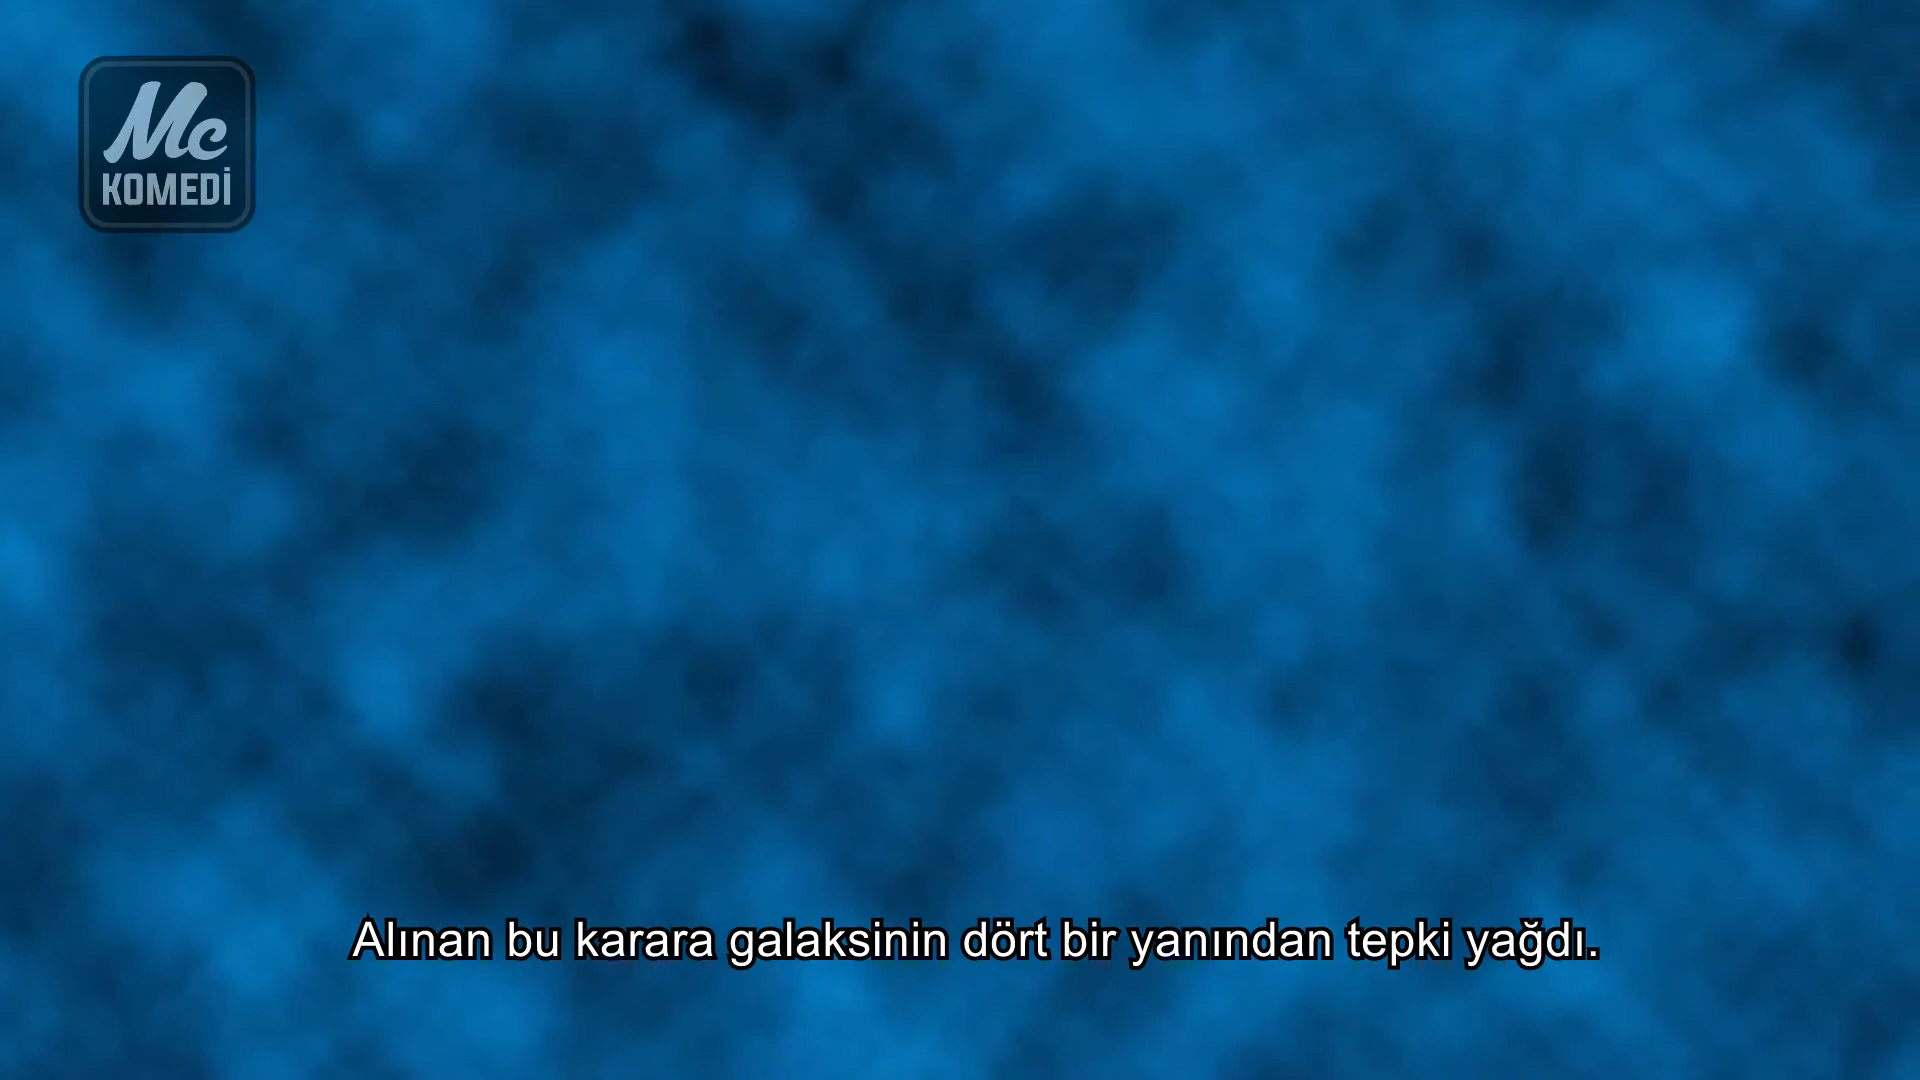 Mc
KOMEDİ
Alınan bu karara galaksinin dört bir yanından tepki yağdı.